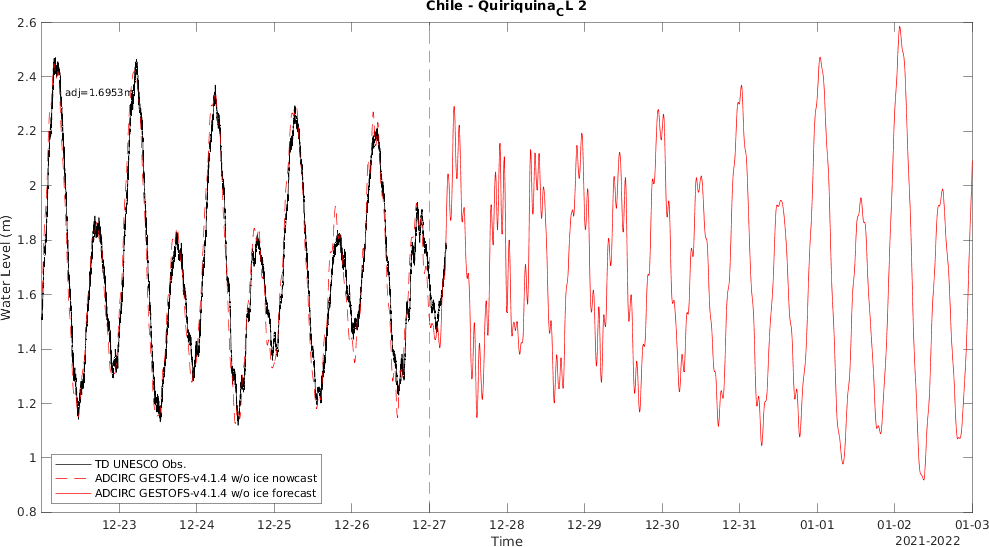 Chile - Quiriquina_CL 2
2.6
2.4
adj=1.6953m
2.2
2
1.8
Water Level (m)
1.6
1.4
1.2
1
TD UNESCO Obs.
ADCIRC GESTOFS-v4.1.4 w/o ice nowcast
ADCIRC GESTOFS-v4.1.4 w/o ice forecast
0.8
12-23 12-24 12-25 12-26 12-27 12-28 12-29 12-30 12-31 01-01 01-02 01-03
Time
2021-2022